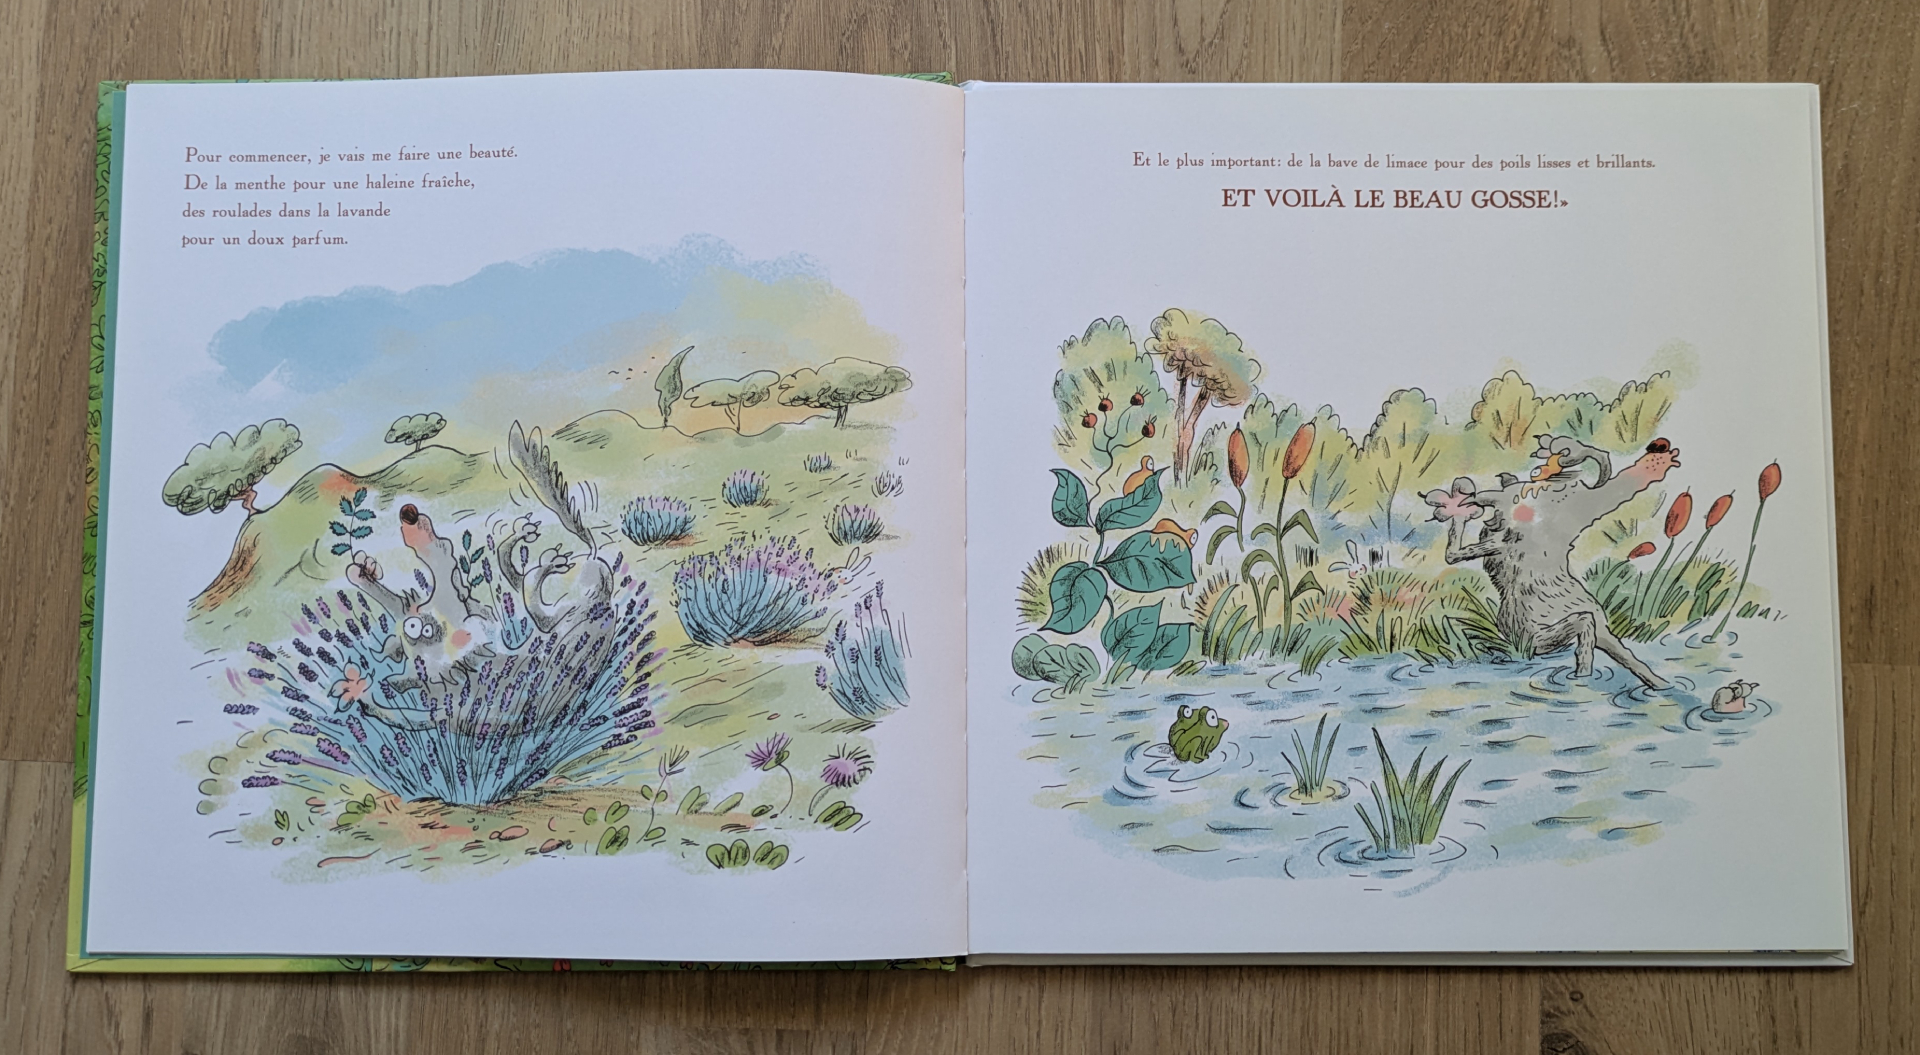 Pour commencer, je vais me faire une beauté.
De la menthe pour une haleine fraîche,
des roulades dans la lavande
pour un doux parfum.
Et le plus important: de la bave de limace pour des poils lisses et brillants.
ET VOILÀ LE BEAU GOSSE!»